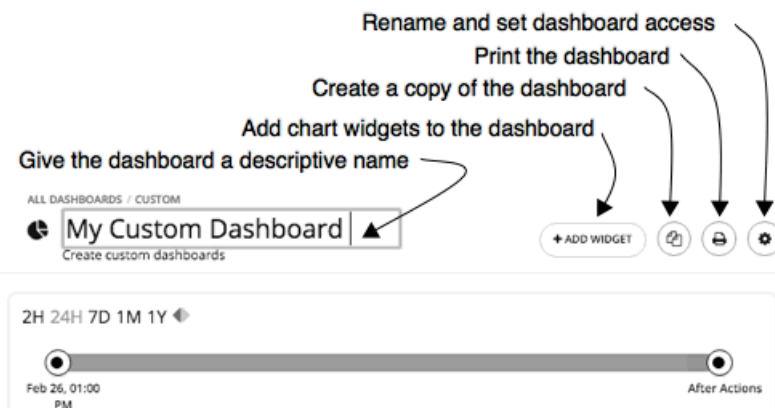 Rename and set dashboard access
Print the dashboard
Create a copy of the dashboard
Add chart widgets to the dashboard
Give the dashboard a descriptive name
ALL DASHBOARDS / CUSTOM
My Custom Dashboard
+ ADD WIDGET
Create custom dashboards
2H 24H 7D 1M 1Y
Feb 26, 01:00
PM
After Actions